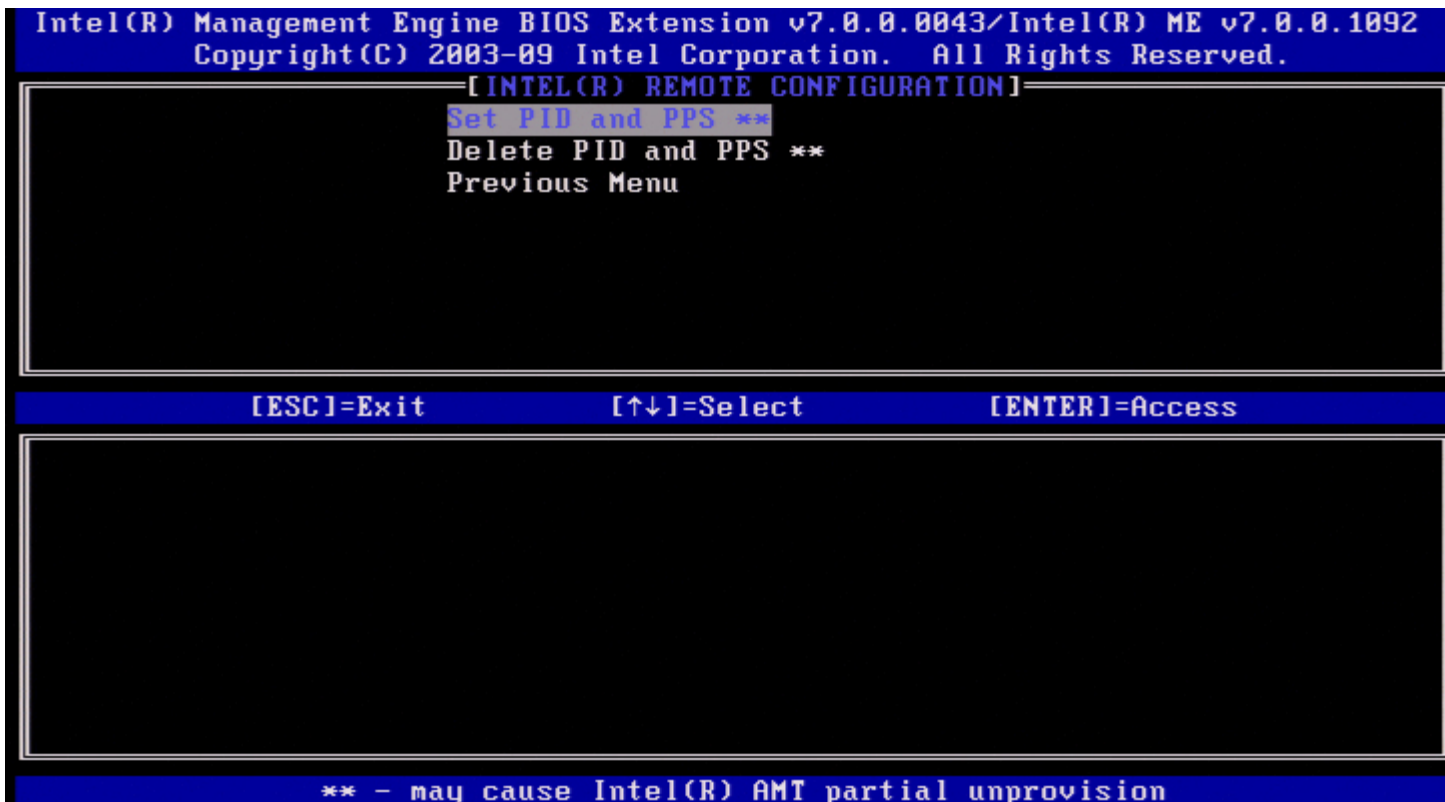 Intel(R) Management Engine BIOS Extension v7.0.0.0043/Intel(R) ME v7.0.0.1092
Copyright(C) 2003-09 Intel Corporation.  All Rights Reserved.
[INTEL(R) REMOTE CONFIGURATION]
Set PID and PPS **
Delete PID and PPS **
Previous Menu
[ESC]=Exit [↑↓]=Select [ENTER]=Access
** - may cause Intel(R) AMT partial unprovision